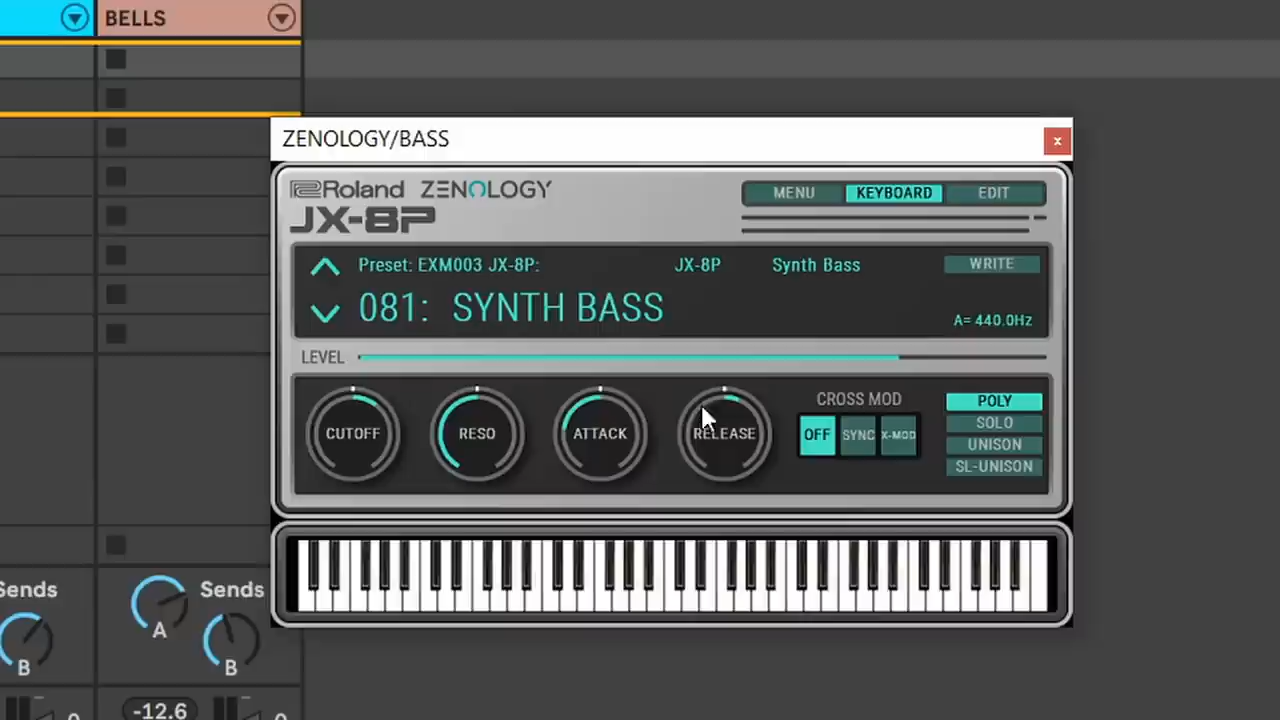 BELLS
ZENOLOGY/BASS
x
Roland ZENOLOGY
JX-8P
MENU KEYBOARD EDIT
Preset: EXM003 JX-8P: JX-8P Synth Bass WRITE
081: SYNTH BASS
A= 440.0Hz
LEVEL
CUTOFF RESO ATTACK RELEASE
CROSS MOD
OFF SYNC X-MOD
POLY
SOLO
UNISON
SL-UNISON
Sends Sends
A
B B
-12.6